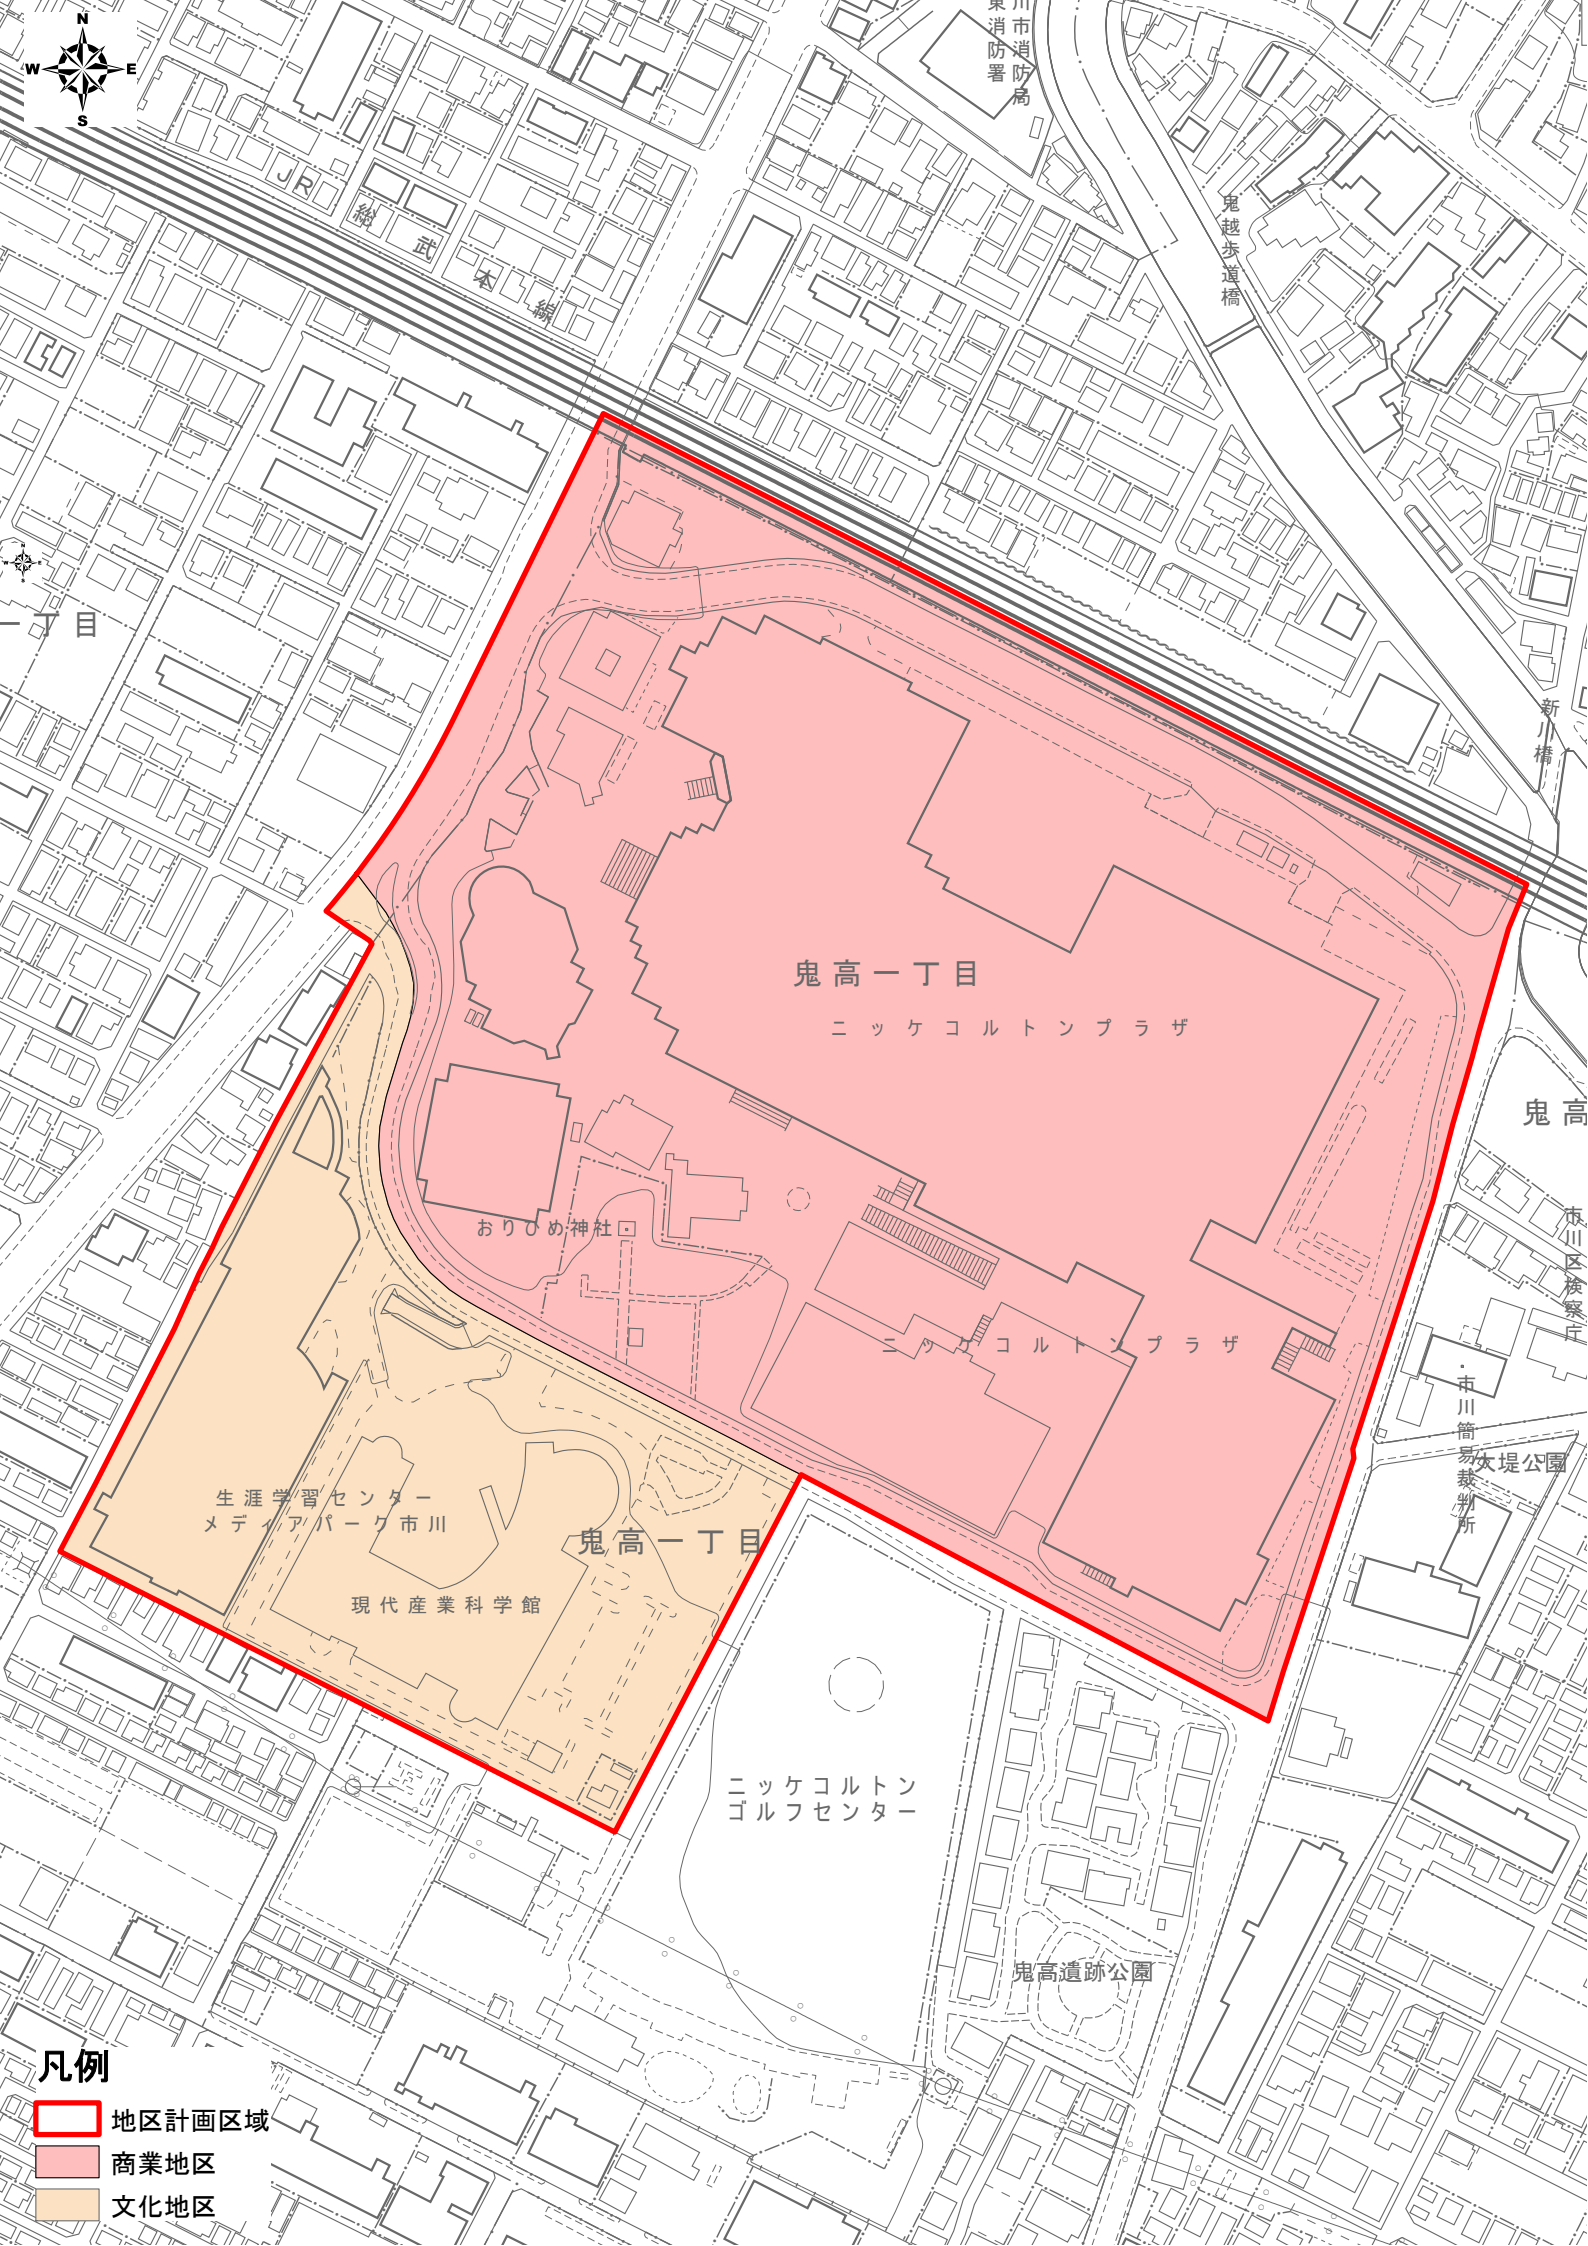 N
W E
S
東消防署
川市消防局
JR
総武本線
鬼越歩道橋
一丁目
新川橋
鬼高一丁目
ニッケコルトンプラザ
鬼高
おりひめ神社
市川区検察庁
ニッケコルトンプラザ
市川簡易裁判所
大堤公園
生涯学習センター
メディアパーク市川
鬼高一丁目
現代産業科学館
ニッケコルトン
ゴルフセンター
鬼高遺跡公園
凡例
地区計画区域
商業地区
文化地区